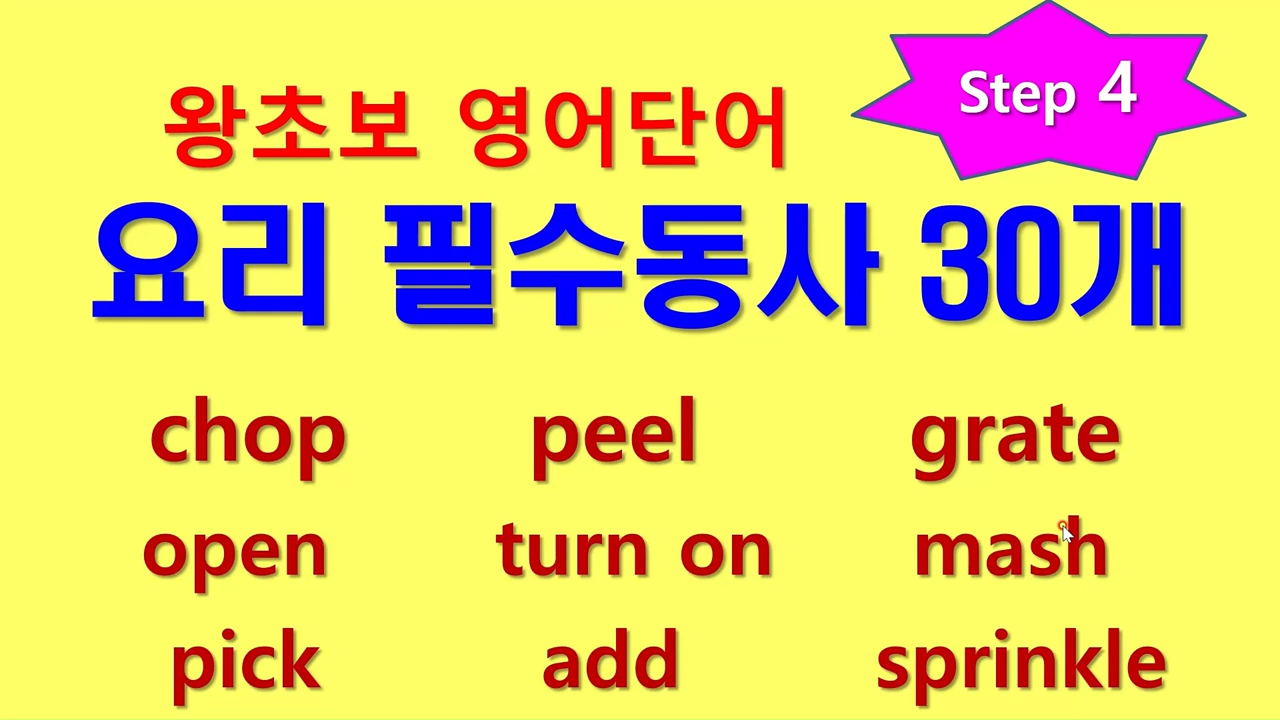 Step 4
왕초보 영어단어
요리 필수동사 30개
chop peel grate
open turn on mash
pick add sprinkle